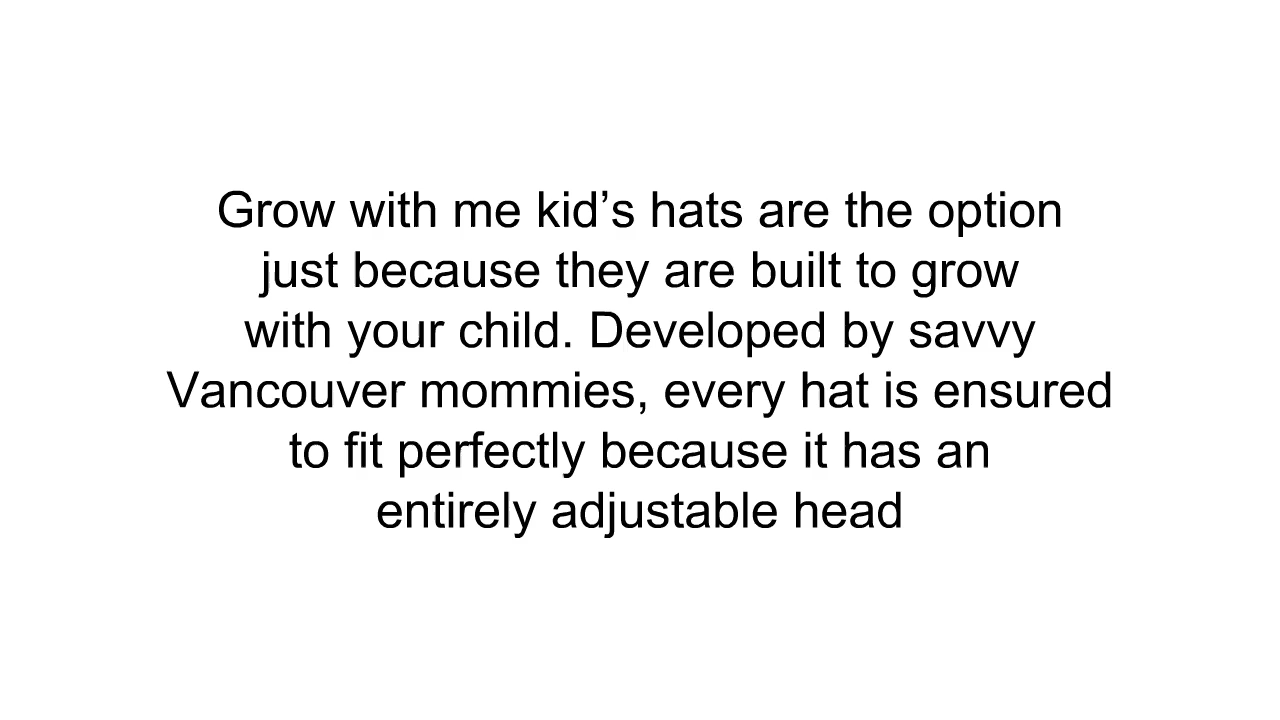 Grow with me kid’s hats are the option
just because they are built to grow
with your child. Developed by savvy
Vancouver mommies, every hat is ensured
to fit perfectly because it has an
entirely adjustable head